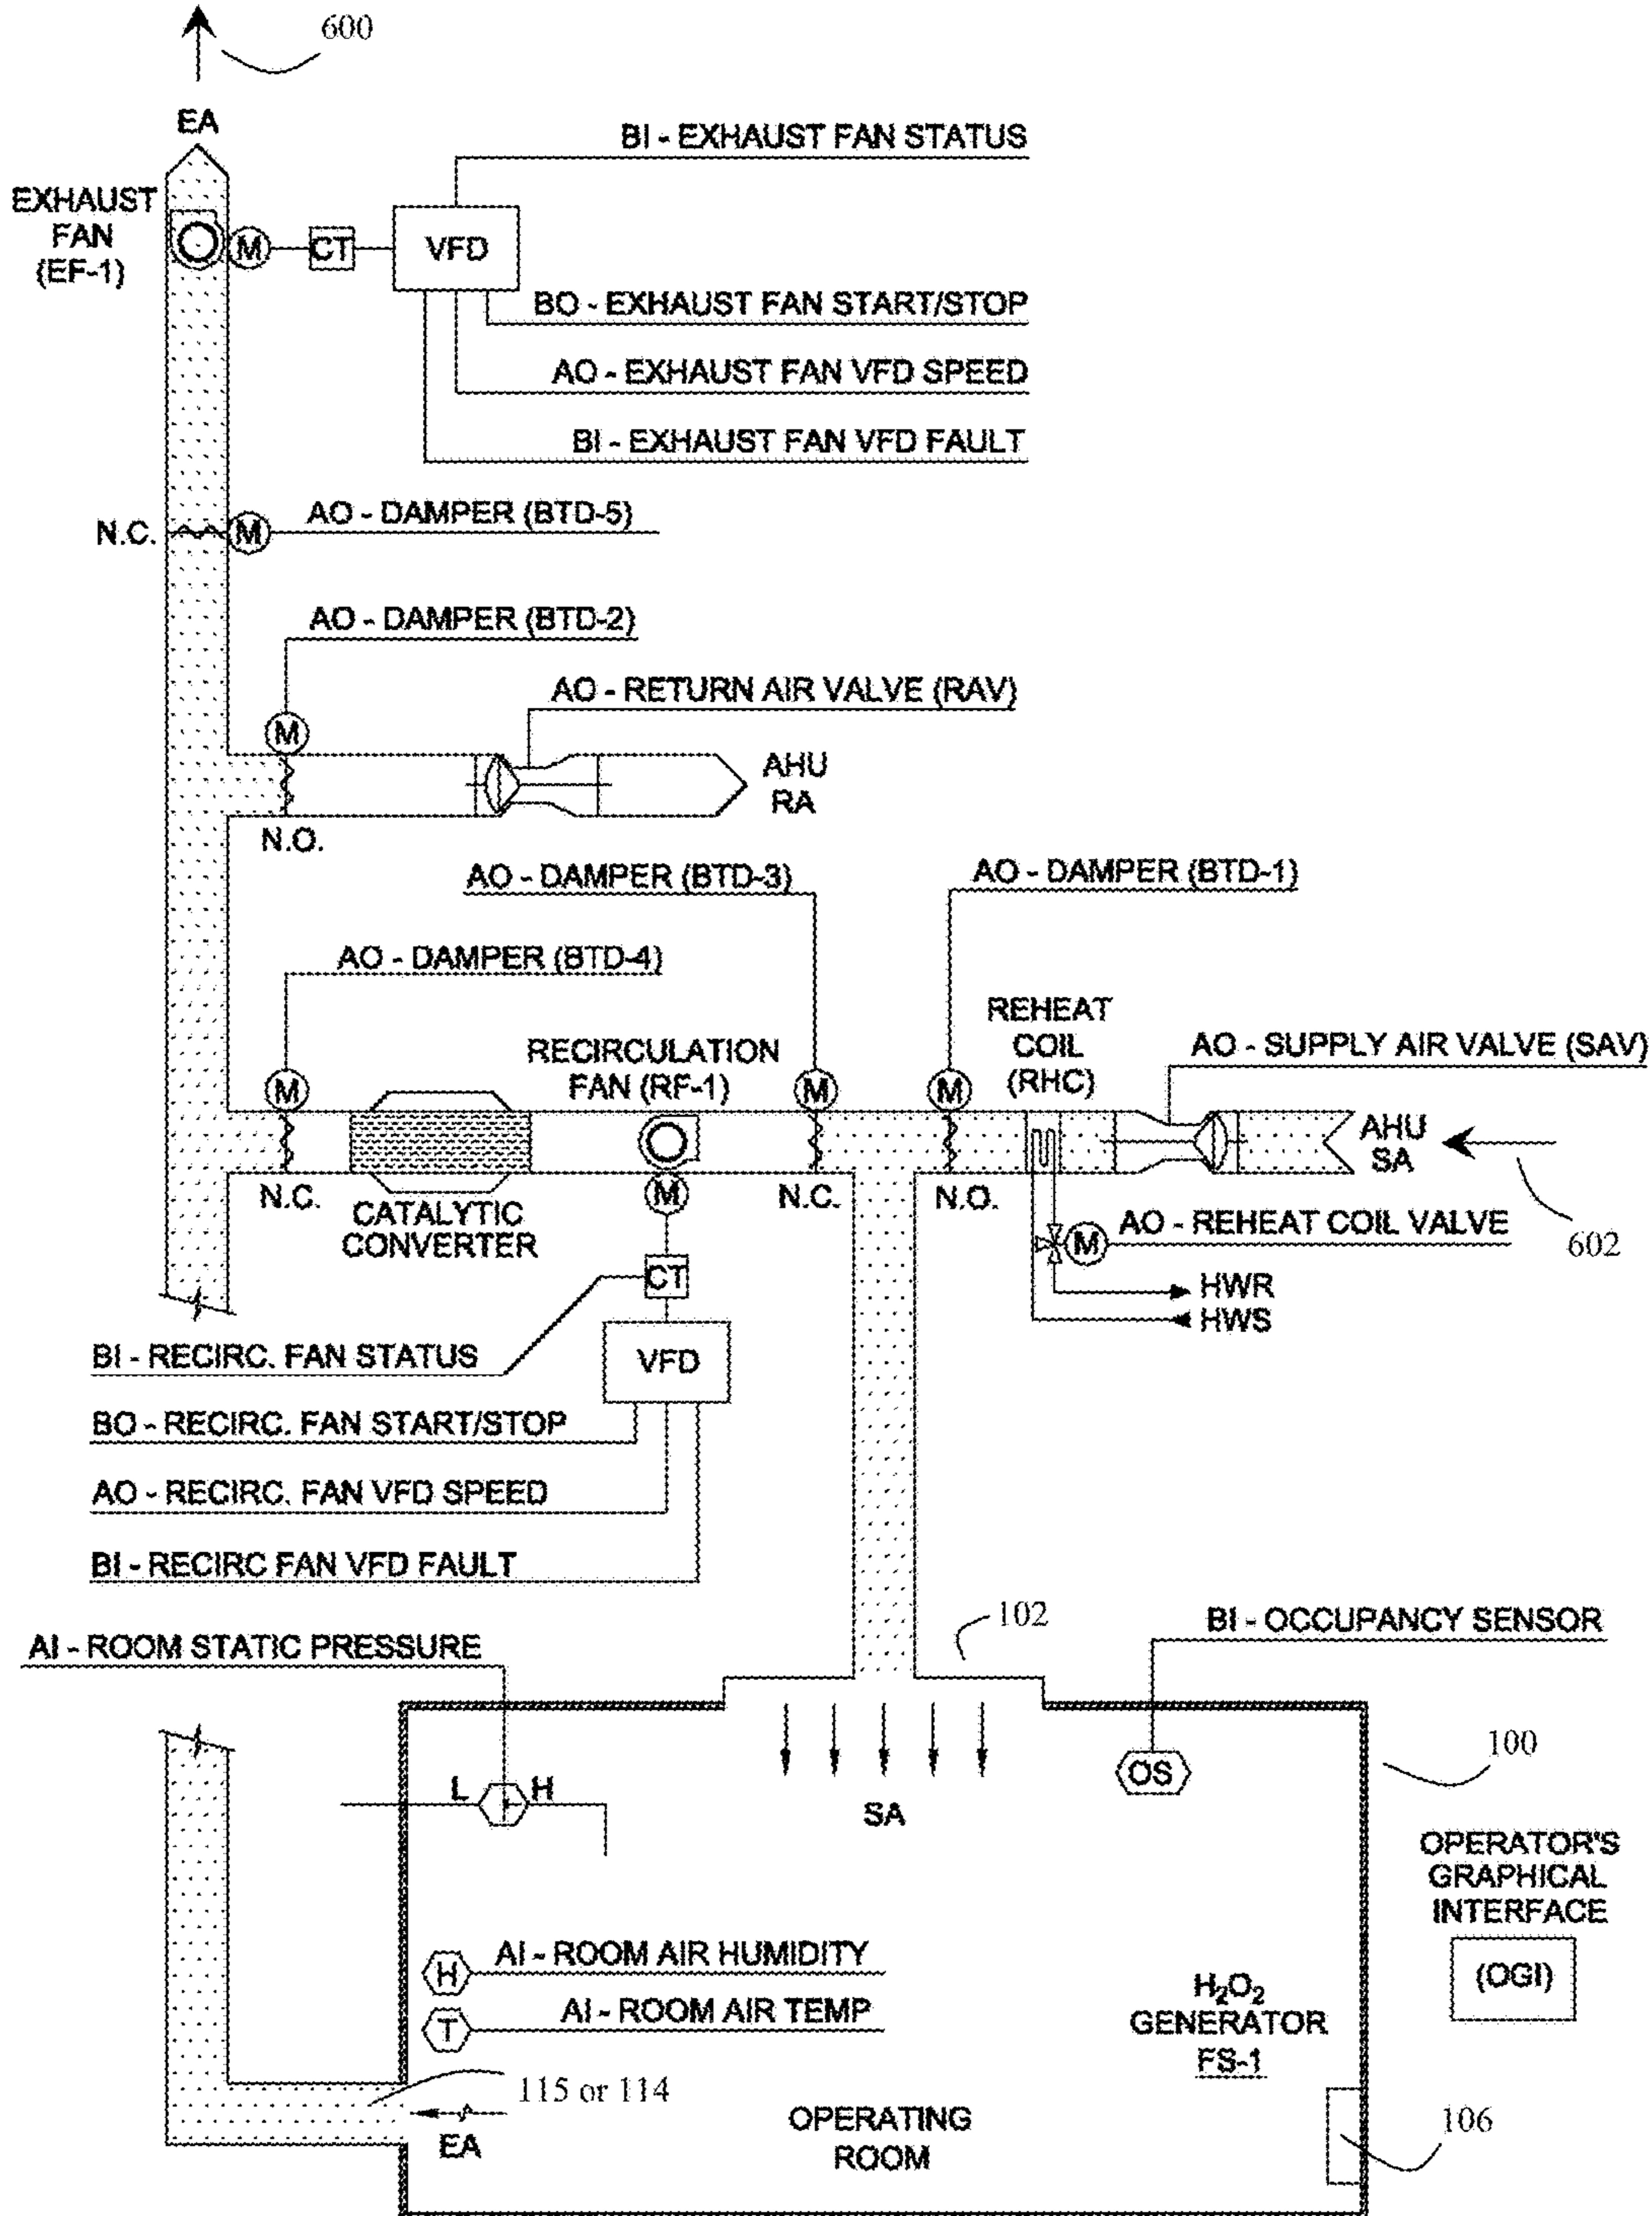 600
EA
BI - EXHAUST FAN STATUS
EXHAUST
FAN
(EF-1)
M
CT
VFD
BO - EXHAUST FAN START/STOP
AO - EXHAUST FAN VFD SPEED
BI - EXHAUST FAN VFD FAULT
N.C.
M
AO - DAMPER (BTD-5)
AO - DAMPER (BTD-2)
AO - RETURN AIR VALVE (RAV)
M
AHU
RA
N.O.
AO - DAMPER (BTD-3)
AO - DAMPER (BTD-1)
AO - DAMPER (BTD-4)
REHEAT
COIL
(RHC)
RECIRCULATION
FAN (RF-1)
AO - SUPPLY AIR VALVE (SAV)
M
M
M
AHU
SA
N.C.
M
N.C.
N.O.
CATALYTIC
CONVERTER
M
AO - REHEAT COIL VALVE
602
CT
HWR
HWS
BI - RECIRC. FAN STATUS
VFD
BO - RECIRC. FAN START/STOP
AO - RECIRC. FAN VFD SPEED
BI - RECIRC FAN VFD FAULT
102
BI - OCCUPANCY SENSOR
AI - ROOM STATIC PRESSURE
100
OS
L
H
SA
OPERATOR'S
GRAPHICAL
INTERFACE
(OGI)
H
AI - ROOM AIR HUMIDITY
T
AI - ROOM AIR TEMP
H₂O₂
GENERATOR
FS-1
115 or 114
EA
OPERATING
ROOM
106